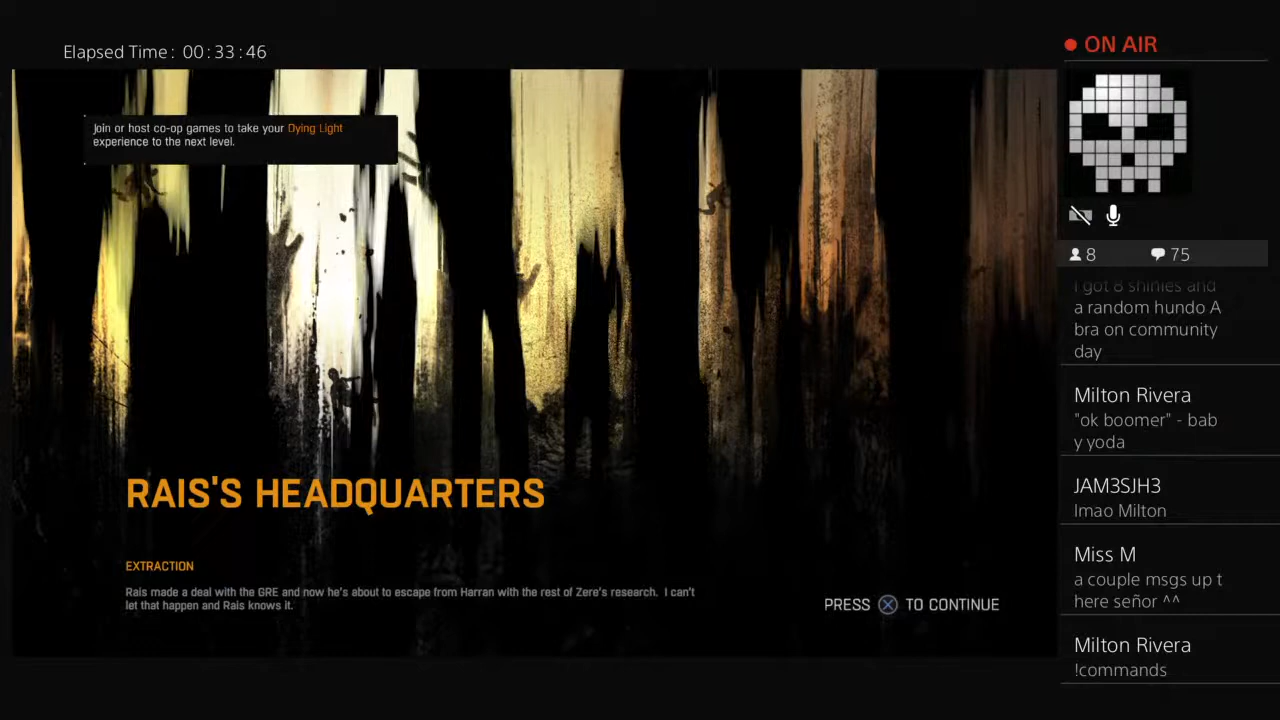 Elapsed Time: 00:33:46
ON AIR
Join or host co-op games to take your Dying Light
experience to the next level.
8 75
i got 8 shinies and
a random hundo A
bra on community
day
Milton Rivera
"ok boomer" - bab
y yoda
JAM3SJH3
lmao Milton
Miss M
a couple msgs up t
here señor ^^
Milton Rivera
!commands
RAIS'S HEADQUARTERS
EXTRACTION
Rais made a deal with the GRE and now he's about to escape from Harran with the rest of Zere's research. I can't
let that happen and Rais knows it.
PRESS X TO CONTINUE